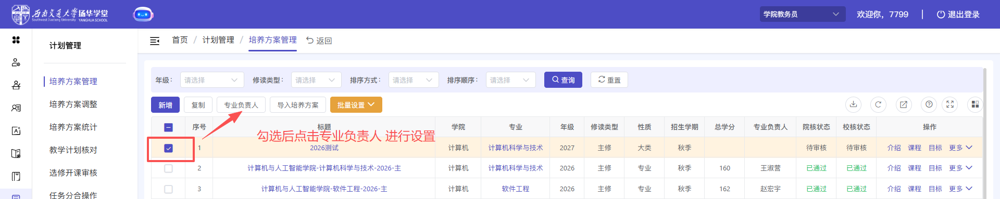 西南交通大学 扬华学堂
Southwest Jiaotong University YANGHUA SCHOOL
学院教务员
欢迎你，7799
退出登录
计划管理
培养方案管理
培养方案调整
培养方案统计
教学计划核对
选修开课审核
任务分合操作
首页 / 计划管理 / 培养方案管理 返回
年级： 请选择 修读类型： 请选择 排序方式： 请选择 排序顺序： 请选择 查询 重置
新增 复制 专业负责人 导入培养方案 批量设置
序号 标题 学院 专业 年级 修读类型 性质 招生学期 总学分 专业负责人 院核状态 校核状态 操作
勾选后点击专业负责人 进行设置
1 2026测试 计算机 计算机科学与技术 2027 主修 大类 秋季 待审核 待审核 介绍 课程 目标 更多
2 计算机与人工智能学院-计算机科学与技术-2026-主 计算机 计算机科学与技术 2026 主修 专业 秋季 160 王淑营 已通过 已通过 介绍 课程 目标 更多
3 计算机与人工智能学院-软件工程-2026-主 计算机 软件工程 2026 主修 专业 秋季 162 赵宏宇 已通过 已通过 介绍 课程 目标 更多